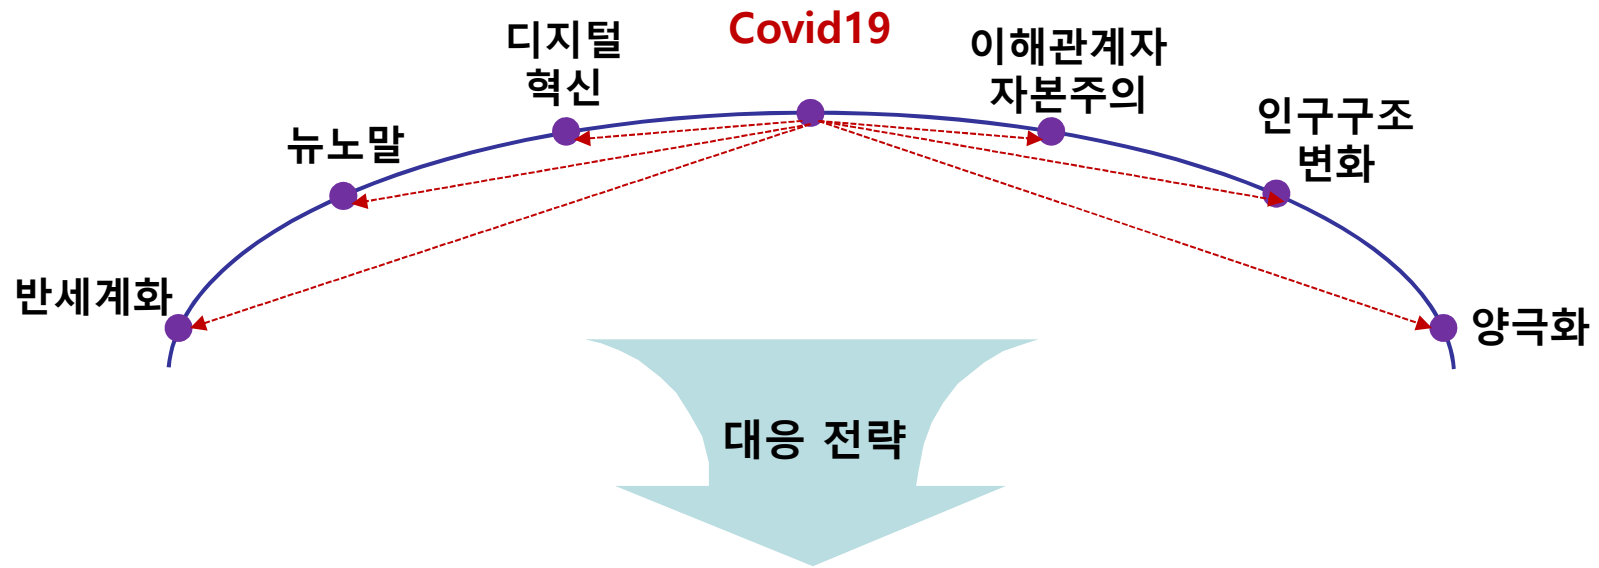 Covid19
디지털
혁신
이해관계자
자본주의
뉴노말
인구구조
변화
반세계화
양극화
대응 전략